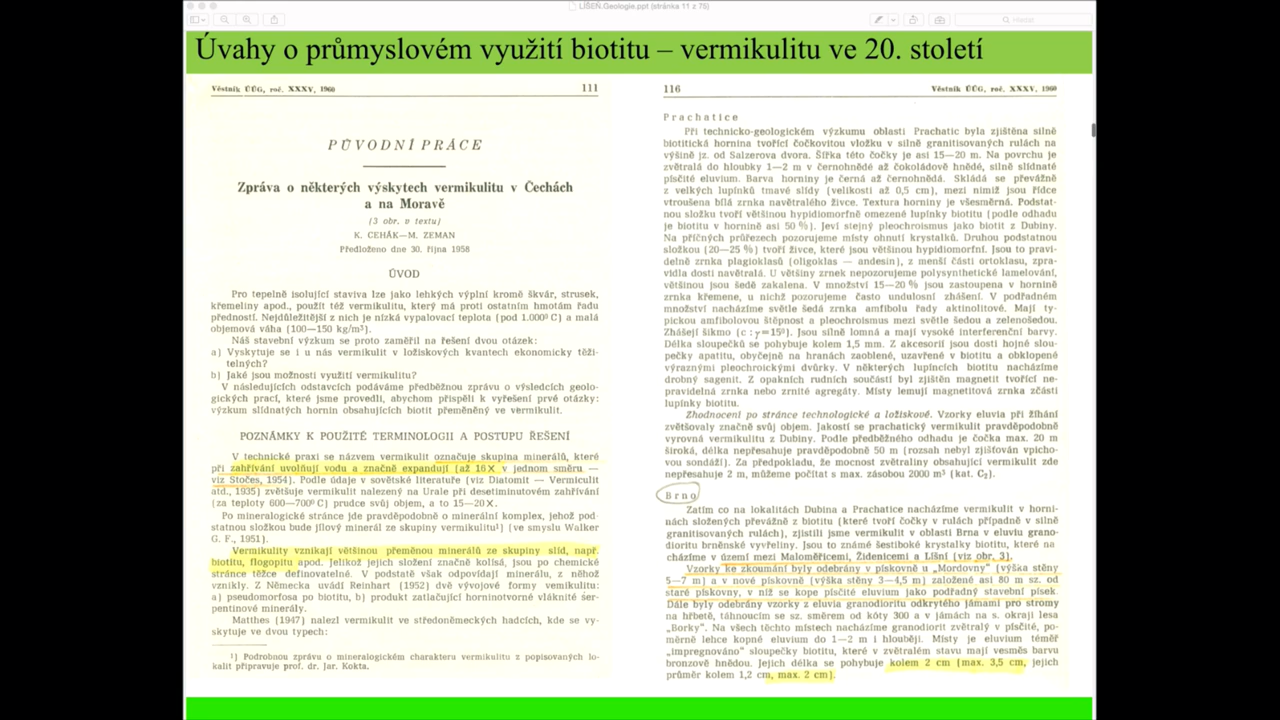 LÍŠEŇ.Geologie.ppt (stránka 11 z 75)
Hledat
Úvahy o průmyslovém využití biotitu – vermikulitu ve 20. století
Věstník ÚÚG, roč. XXXV, 1960 111
PŮVODNÍ PRÁCE
Zpráva o některých výskytech vermikulitu v Čechách
a na Moravě
(3 obr. v textu)
K. CEHÁK—M. ZEMAN
Předloženo dne 30. října 1958
ÚVOD
Pro tepelně isolující staviva lze jako lehkých výplní kromě škvár, strusek,
křemeliny apod., použít též vermikulitu, který má proti ostatním hmotám řadu
předností. Nejdůležitější z nich je nízká vypalovací teplota (pod 1.000⁰ C) a malá
objemová váha (100—150 kg/m³).
Náš stavební výzkum se proto zaměřil na řešení dvou otázek:
a) Vyskytuje se i u nás vermikulit v ložiskových kvantech ekonomicky těži-
telných?
b) Jaké jsou možnosti využití vermikulitu?
V následujících odstavcích podáváme předběžnou zprávu o výsledcích geolo-
gických prací, které jsme provedli, abychom přispěli k vyřešení prvé otázky:
výzkum slídnatých hornin obsahujících biotit přeměněný ve vermikulit.
POZNÁMKY K POUŽITÉ TERMINOLOGII A POSTUPU ŘEŠENÍ
V technické praxi se názvem vermikulit označuje skupina minerálů, které
při zahřívání uvolňují vodu a značně expandují (až 16× v jednom směru —
viz Stočes, 1954). Podle údaje v sovětské literatuře (viz Diatomit — Vermiculit
atd., 1935) zvětšuje vermikulit nalezený na Urale při desetiminutovém zahřívání
(za teploty 600—700⁰ C) prudce svůj objem, a to 15—20×.
Po mineralogické stránce jde pravděpodobně o minerální komplex, jehož pod-
statnou složkou bude jílový minerál ze skupiny vermikulitu¹) (ve smyslu Walker
G. F., 1951).
Vermikulity vznikají většinou přeměnou minerálů ze skupiny slíd, např.
biotitu, flogopitu apod. Jelikož jejich složení značně kolísá, jsou po chemické
stránce těžce definovatelné. V podstatě však odpovídají minerálu, z něhož
vznikly. Z Německa uvádí Reinhart (1952) dvě vývojové formy vermikulitu:
a) pseudomorfosa po biotitu, b) produkt zatlačující horninotvorné vláknité ser-
pentinové minerály.
Matthes (1947) nalezl vermikulit ve středoněmeckých hadcích, kde se vy-
skytuje ve dvou typech:
¹) Podrobnou zprávu o mineralogickém charakteru vermikulitu z popisovaných lo-
kalit připravuje prof. dr. Jar. Kokta.
116 Věstník ÚÚG, roč. XXXV, 1960
Prachatice
Při technicko-geologickém výzkumu oblasti Prachatic byla zjištěna silně
biotitická hornina tvořící čočkovitou vložku v silně granitisovaných rulách na
výšině jz. od Salzerova dvora. Šířka této čočky je asi 15—20 m. Na povrchu je
zvětralá do hloubky 1—2 m v černohnědé až čokoládově hnědé, silně slídnaté
písčité eluvium. Barva horniny je černá až černohnědá. Skládá se převážně
z velkých lupínků tmavé slídy (velikosti až 0,5 cm), mezi nimiž jsou řídce
vtroušena bílá zrna navětralého živce. Textura horniny je všesměrná. Podstat-
nou složku tvoří většinou hypidiomorfně omezené lupínky biotitu (podle odhadu
je biotitu v hornině asi 50 %). Jeví stejný pleochroismus jako biotit z Dubiny.
Na příčných průřezech pozorujeme místy ohnutí krystalků. Druhou podstatnou
složkou (20—25 %) tvoří živce, které jsou většinou hypidiomorfní. Jsou to pravi-
delně zrnka plagioklasů (oligoklas — andesin), z menší části ortoklasu, zpra-
vidla dosti navětralá. U většiny zrnek nepozorujeme polysynthetické lamelování,
většinou jsou šedě zakalena. V množství 15—20 % jsou zastoupena v hornině
zrnka křemene, u nichž pozorujeme často undulosní zhášení. V podřadném
množství nacházíme světle šedá zrnka amfibolu řady aktinolitové. Mají ty-
pickou amfibolovou štěpnost a pleochroismus mezi světle šedou a zelenošedou.
Zhášejí šikmo (c : γ = 15⁰). Jsou silně lomná a mají vysoké interferenční barvy.
Délka sloupečků se pohybuje kolem 1,5 mm. Z akcesorií jsou dosti hojné slou-
pečky apatitu, obyčejně na hranách zaoblené, uzavřené v biotitu a obklopené
výraznými pleochroickými dvůrky. V některých lupíncích biotitu nacházíme
drobný sagenit. Z opakních rudních součástí byl zjištěn magnetit tvořící ne-
pravidelná zrnka nebo zrnité agregáty. Místy lemují magnetitová zrnka zčásti
lupínky biotitu.
Zhodnocení po stránce technologické a ložiskové. Vzorky eluvia při žíhání
zvětšovaly značně svůj objem. Jakostí se prachatický vermikulit pravděpodobně
vyrovná vermikulitu z Dubiny. Podle předběžného odhadu je čočka max. 20 m
široká, délka nepřesahuje pravděpodobně 50 m (rozsah nebyl zjišťován vpicho-
vou sondáží). Za předpokladu, že mocnost zvětraliny obsahující vermikulit zde
nepřesahuje 2 m, můžeme počítat s max. zásobou 2000 m³ (kat. C₂).
Brno
Zatím co na lokalitách Dubina a Prachatice nacházíme vermikulit v horni-
nách složených převážně z biotitu (které tvoří čočky v rulách případně v silně
granitisovaných rulách), zjistili jsme vermikulit v oblasti Brna v eluviu grano-
dioritu brněnské vyvřeliny. Jsou to známé šestiboké krystalky biotitu, které na-
cházíme v území mezi Maloměřicemi, Židenicemi a Líšní (viz obr. 3).
Vzorky ke zkoumání byly odebrány v pískovně u „Mordovny" (výška stěny
5—7 m) a v nové pískovně (výška stěny 3—4,5 m) založené asi 80 m sz. od
staré pískovny, v níž se kope písčité eluvium jako podřadný stavební písek.
Dále byly odebrány vzorky z eluvia granodioritu odkrytého jámami pro stromy
na hřbetě, táhnoucím se sz. směrem od kóty 300 a v jámách na s. okraji lesa
„Borky". Na všech těchto místech nacházíme granodiorit zvětralý v písčité, po-
měrně lehce kopné eluvium do 1—2 m i hlouběji. Místy je eluvium téměř
„impregnováno" sloupečky biotitu, které v zvětralém stavu mají vesměs barvu
bronzově hnědou. Jejich délka se pohybuje kolem 2 cm (max. 3,5 cm, jejich
průměr kolem 1,2 cm, max. 2 cm).